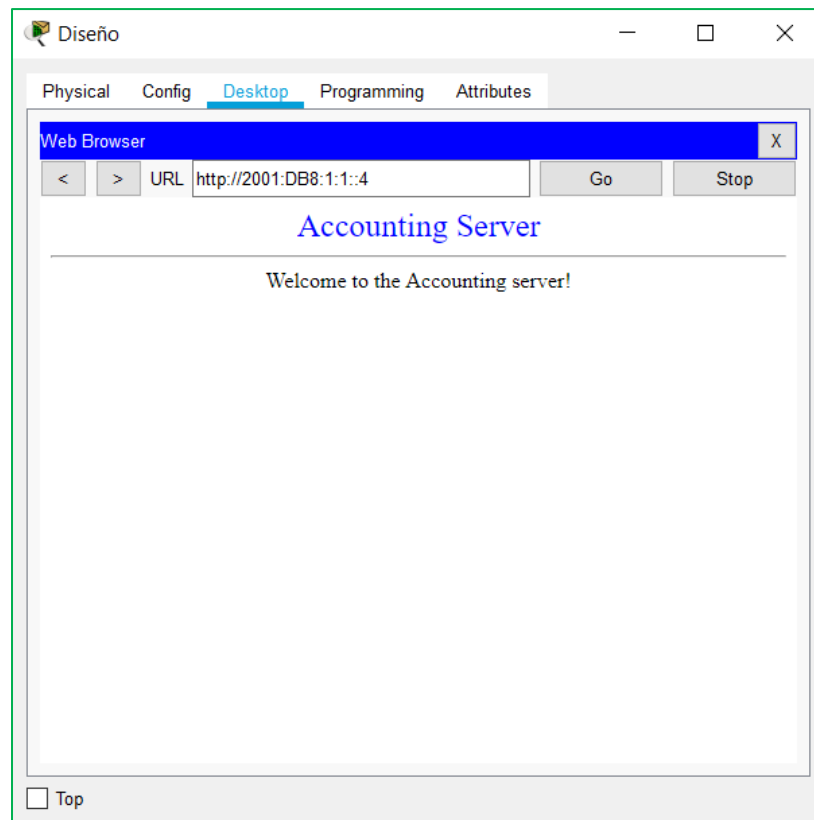 Diseño
Physical Config Desktop Programming Attributes
Web Browser X
< > URL http://2001:DB8:1:1::4 Go Stop
Accounting Server
Welcome to the Accounting server!
Top